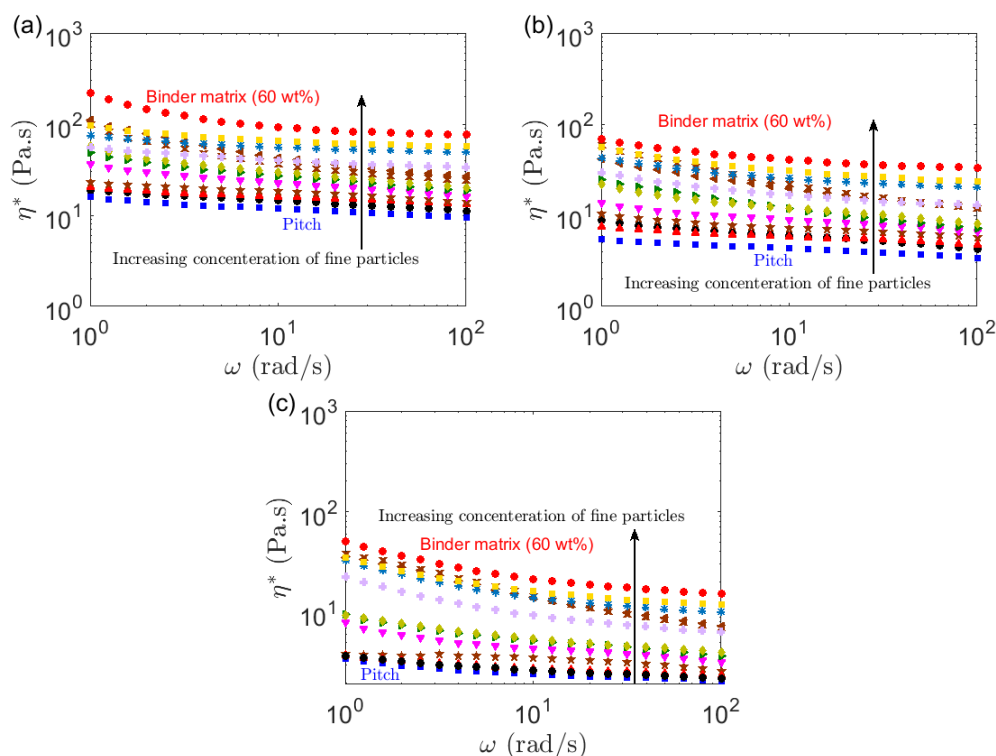 (a)
10³
10²
10¹
10⁰
η* (Pa.s)
Binder matrix (60 wt%)
Pitch
Increasing concenteration of fine particles
10⁰ 10¹ 10²
ω (rad/s)
(b)
10³
10²
10¹
10⁰
η* (Pa.s)
Binder matrix (60 wt%)
Pitch
Increasing concenteration of fine particles
10⁰ 10¹ 10²
ω (rad/s)
(c)
10³
10²
10¹
η* (Pa.s)
Increasing concenteration of fine particles
Binder matrix (60 wt%)
Pitch
10⁰ 10¹ 10²
ω (rad/s)